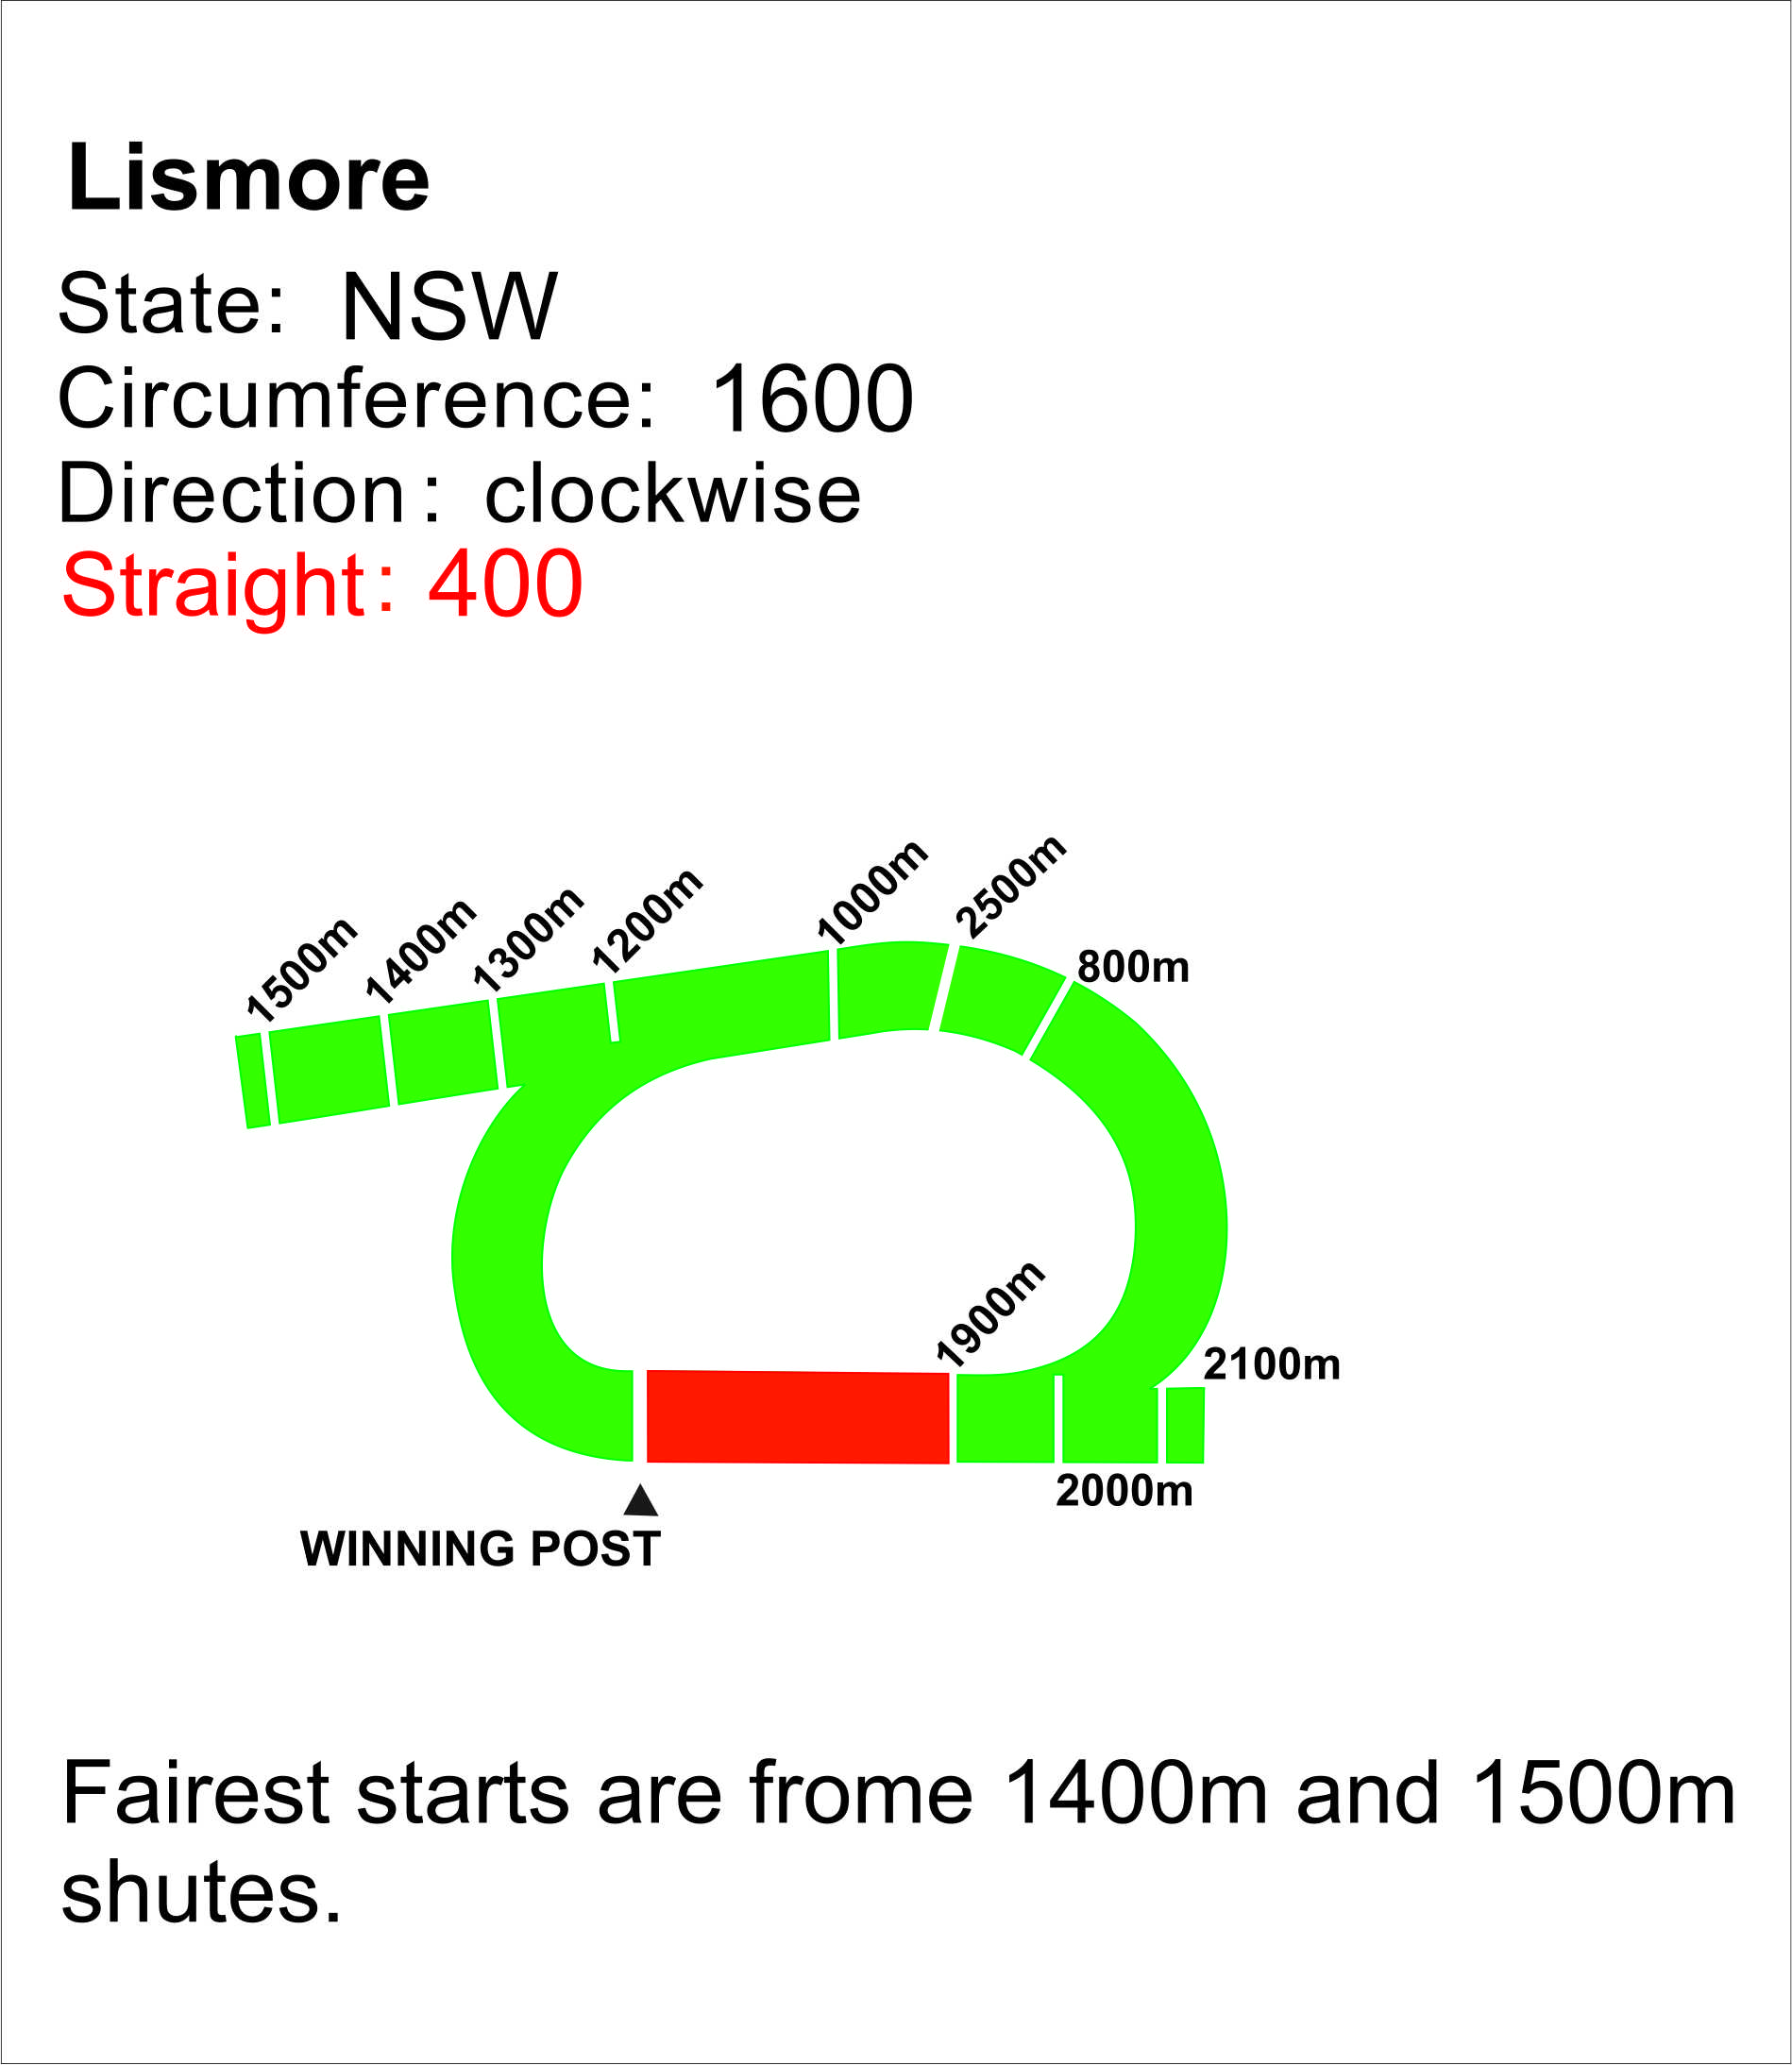 Lismore
State: NSW
Circumference: 1600
Direction: clockwise
Straight: 400
1500m
1400m
1300m
1200m
1000m
2500m
800m
1900m
2100m
2000m
WINNING POST
Fairest starts are frome 1400m and 1500m
shutes.